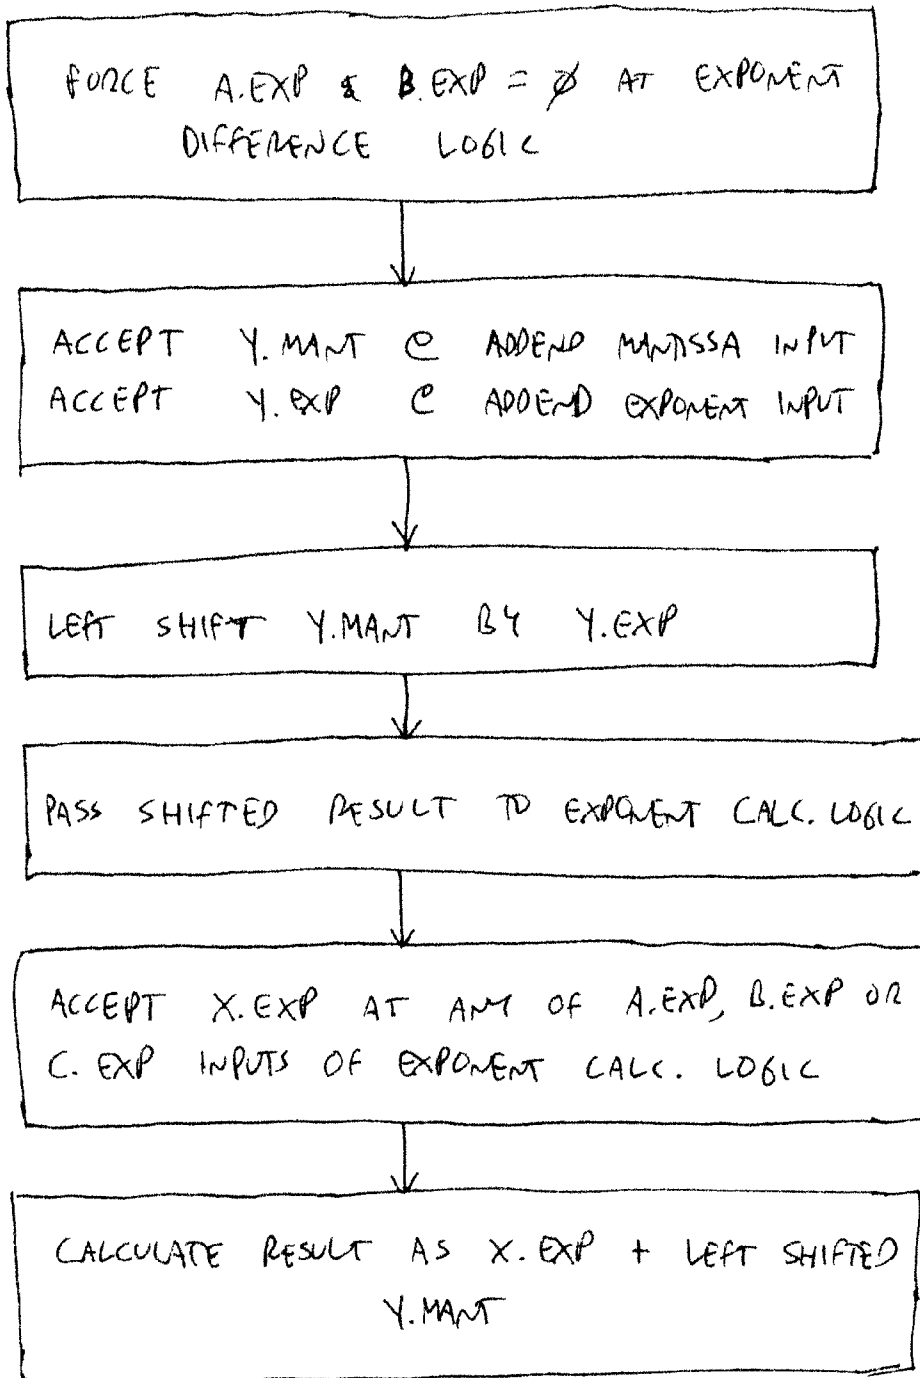 FORCE A.EXP & B.EXP = Ø AT EXPONENT
DIFFERENCE LOGIC
ACCEPT Y.MANT @ ADDEND MANTISSA INPUT
ACCEPT Y.EXP @ ADDEND EXPONENT INPUT
LEFT SHIFT Y.MANT BY Y.EXP
PASS SHIFTED RESULT TO EXPONENT CALC. LOGIC
ACCEPT X.EXP AT ANY OF A.EXP, B.EXP OR
C.EXP INPUTS OF EXPONENT CALC. LOGIC
CALCULATE RESULT AS X.EXP + LEFT SHIFTED
Y.MANT